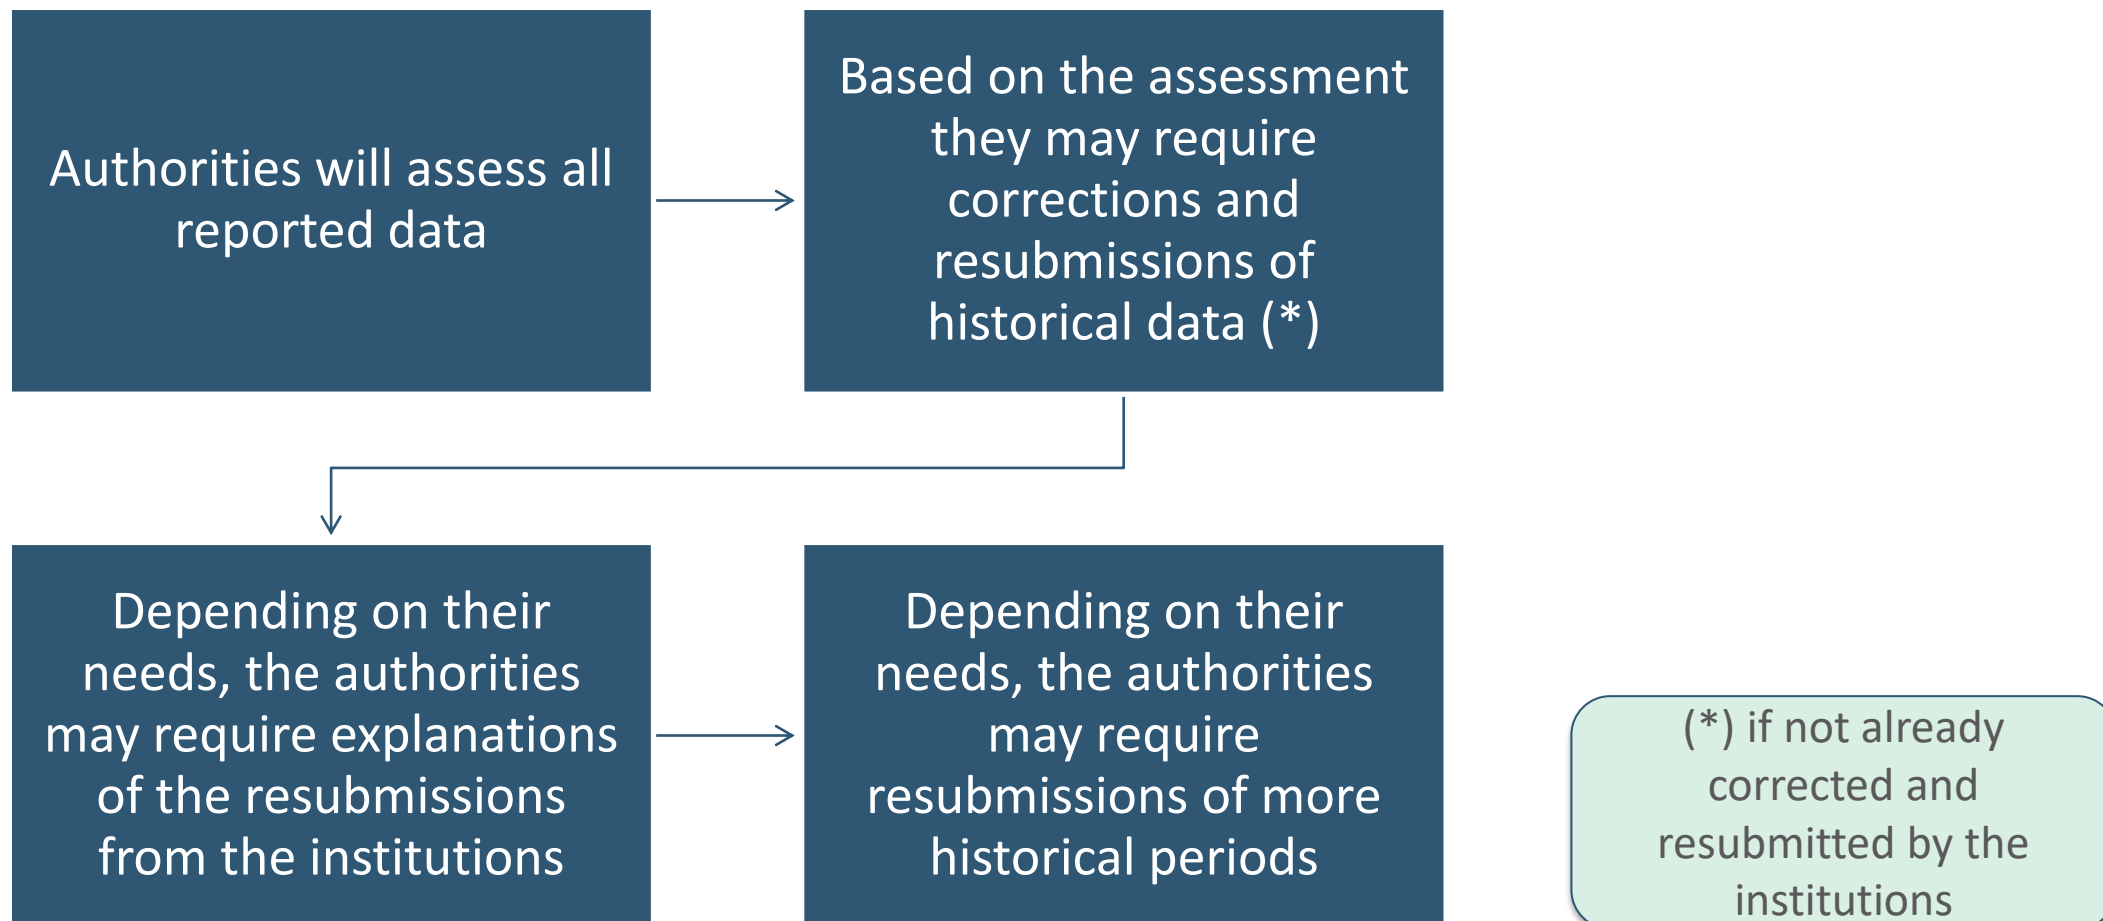 Authorities will assess all
reported data
Based on the assessment
they may require
corrections and
resubmissions of
historical data (*)
Depending on their
needs, the authorities
may require explanations
of the resubmissions
from the institutions
Depending on their
needs, the authorities
may require
resubmissions of more
historical periods
(*) if not already
corrected and
resubmitted by the
institutions